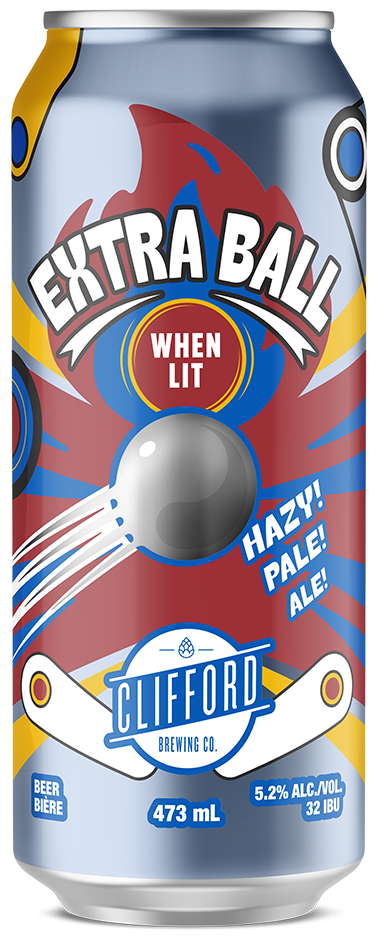 EXTRA BALL
WHEN
LIT
HAZY!
PALE!
ALE!
CLIFFORD
BREWING CO.
BEER
BIÈRE
473 mL
5.2% ALC./VOL.
32 IBU